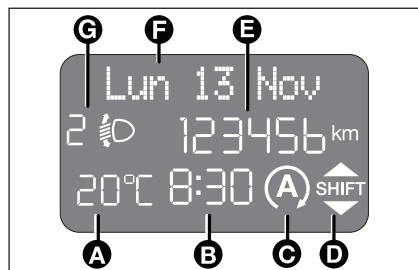 G F E
Lun 13 Nov
2 123456 km
20°C 8:30 A SHIFT
A B C D